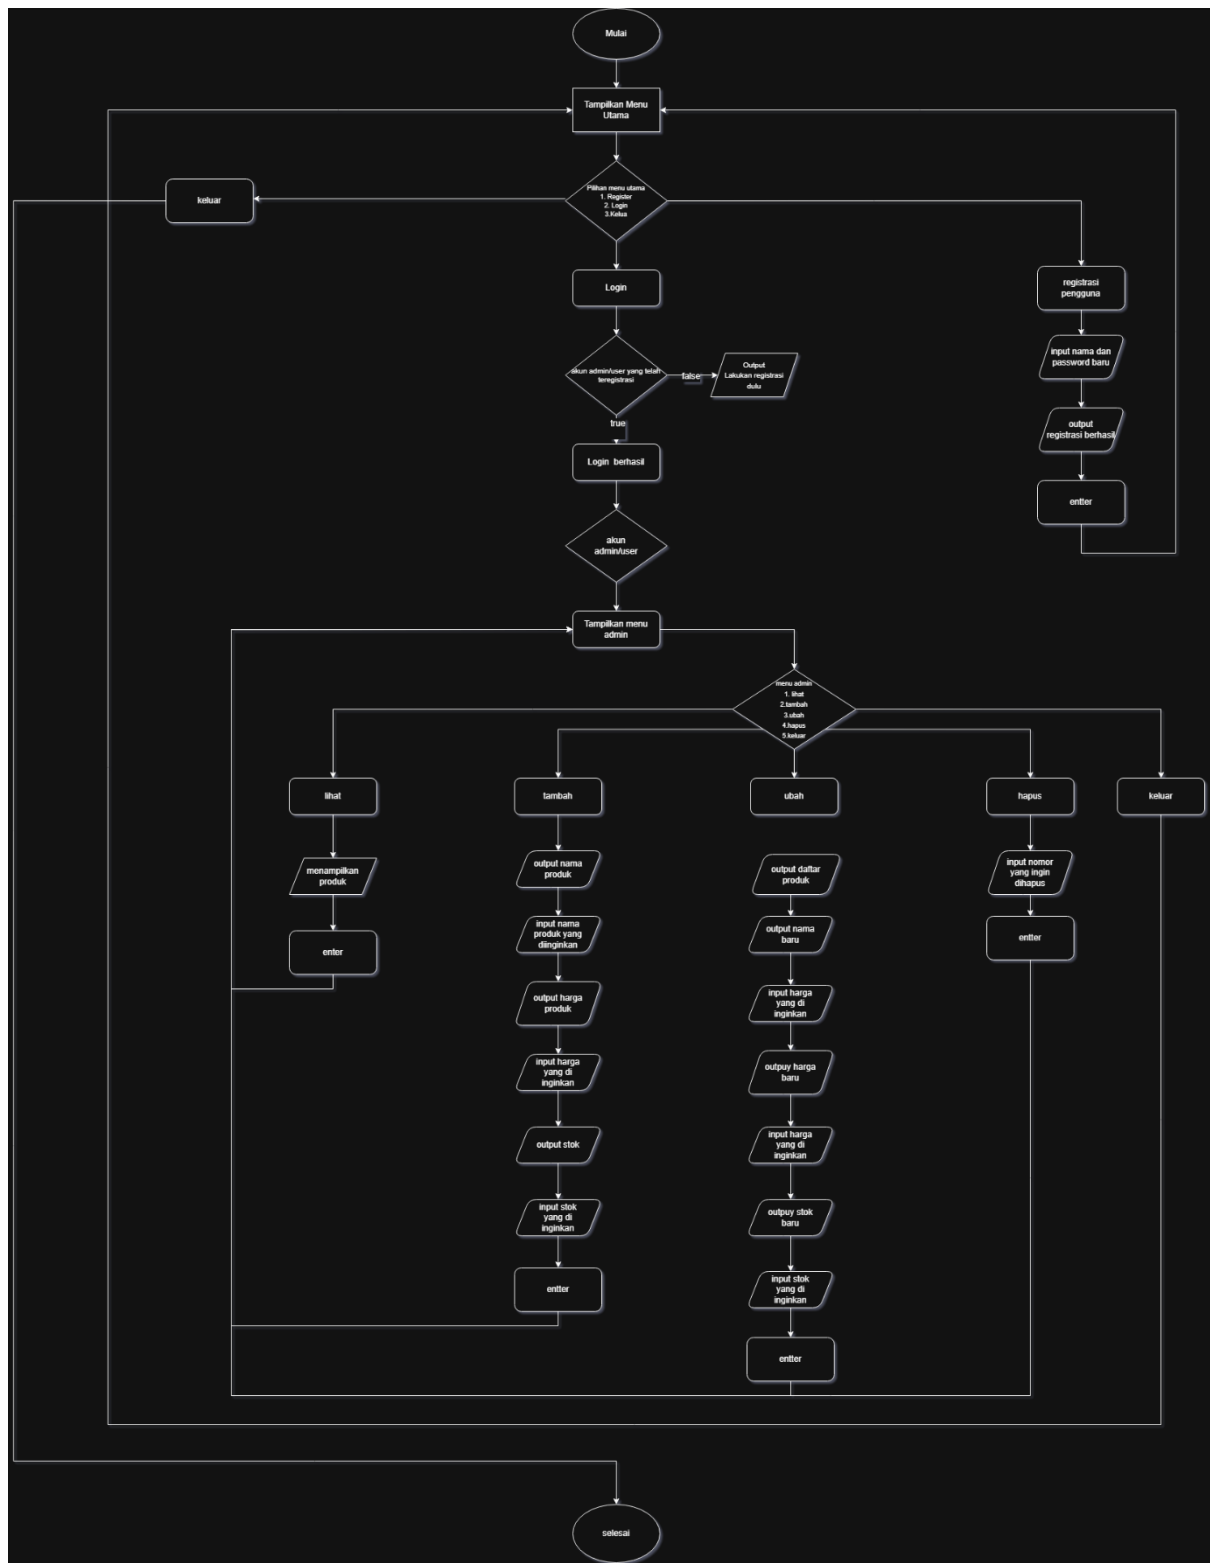 Mulai
Tampilkan Menu
Utama
Pilihan menu utama
1. Register
2. Login
3.Kelua
keluar
Login
registrasi
pengguna
input nama dan
password baru
output
registrasi berhasil
entter
akun admin/user yang telah
teregistrasi
false
Output
Lakukan registrasi
dulu
true
Login berhasil
akun
admin/user
Tampilkan menu
admin
menu admin
1. lihat
2.tambah
3.ubah
4.hapus
5.keluar
lihat
menampilkan
produk
enter
tambah
output nama
produk
input nama
produk yang
diinginkan
output harga
produk
input harga
yang di
inginkan
output stok
input stok
yang di
inginkan
entter
ubah
output daftar
produk
output nama
baru
input harga
yang di
inginkan
outpuy harga
baru
input harga
yang di
inginkan
outpuy stok
baru
input stok
yang di
inginkan
entter
hapus
input nomor
yang ingin
dihapus
entter
keluar
selesai